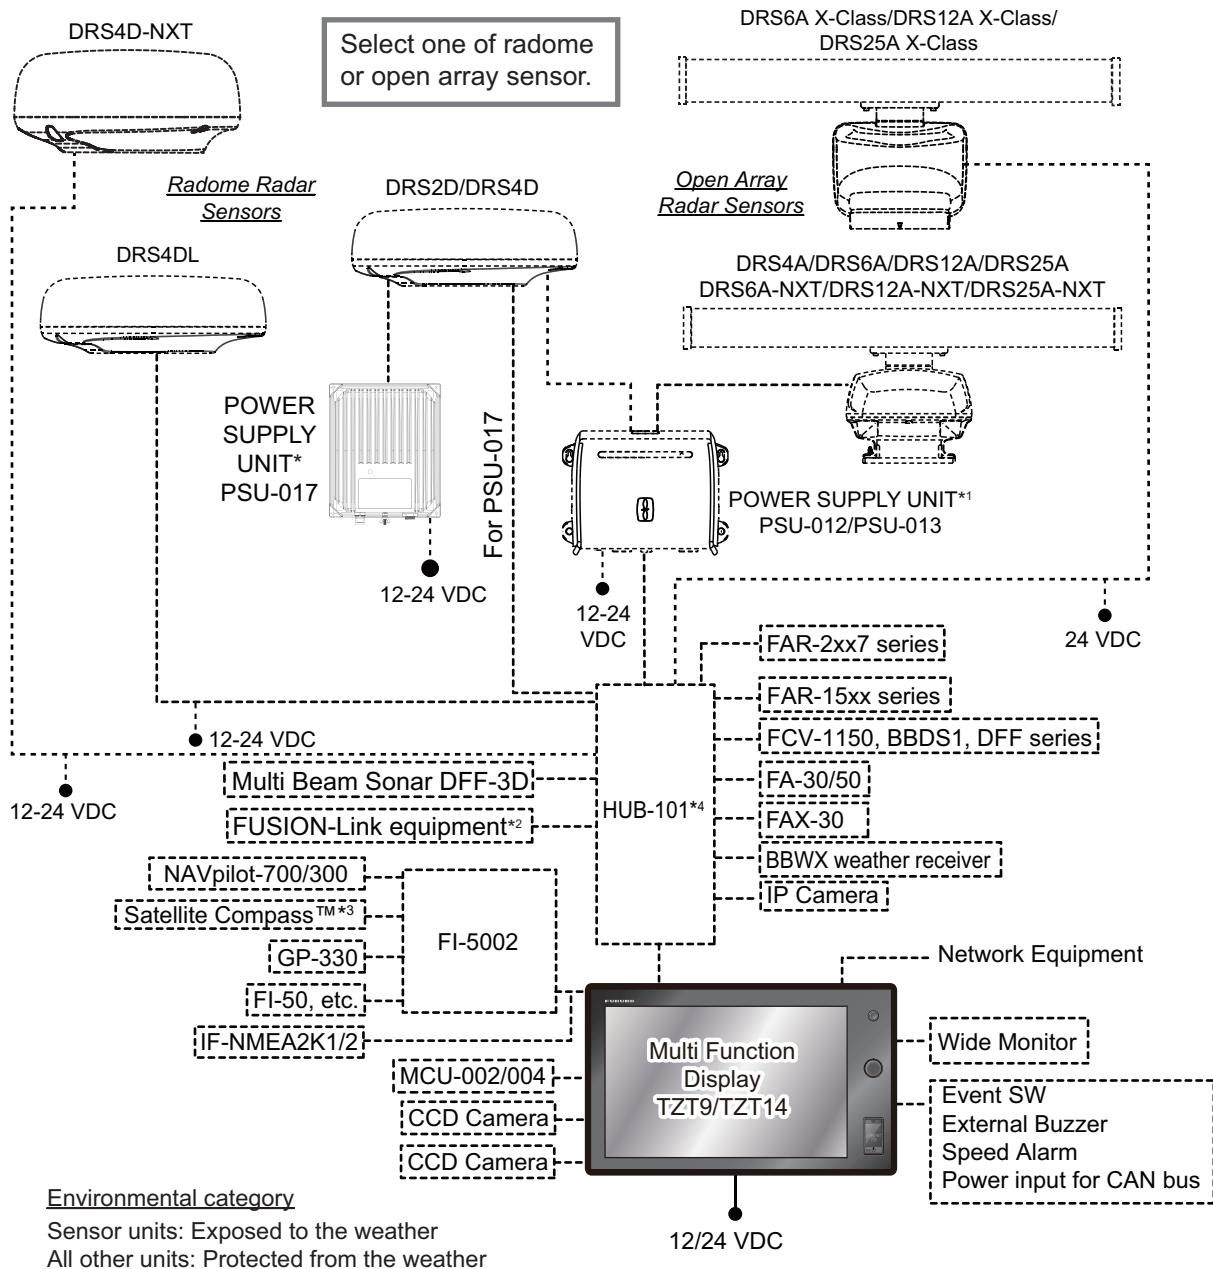 DRS4D-NXT
Select one of radome
or open array sensor.
DRS6A X-Class/DRS12A X-Class/
DRS25A X-Class
Radome Radar
Sensors
DRS2D/DRS4D
Open Array
Radar Sensors
DRS4DL
DRS4A/DRS6A/DRS12A/DRS25A
DRS6A-NXT/DRS12A-NXT/DRS25A-NXT
POWER
SUPPLY
UNIT*
PSU-017
For PSU-017
POWER SUPPLY UNIT*1
PSU-012/PSU-013
12-24 VDC
12-24
VDC
24 VDC
FAR-2xx7 series
FAR-15xx series
12-24 VDC
FCV-1150, BBDS1, DFF series
Multi Beam Sonar DFF-3D
FA-30/50
12-24 VDC
HUB-101*4
FUSION-Link equipment*2
FAX-30
BBWX weather receiver
NAVpilot-700/300
IP Camera
Satellite Compass™*3
FI-5002
GP-330
Network Equipment
FI-50, etc.
FURUNO
IF-NMEA2K1/2
Wide Monitor
Multi Function
Display
TZT9/TZT14
MCU-002/004
CCD Camera
CCD Camera
Event SW
External Buzzer
Speed Alarm
Power input for CAN bus
Environmental category
Sensor units: Exposed to the weather
All other units: Protected from the weather
12/24 VDC